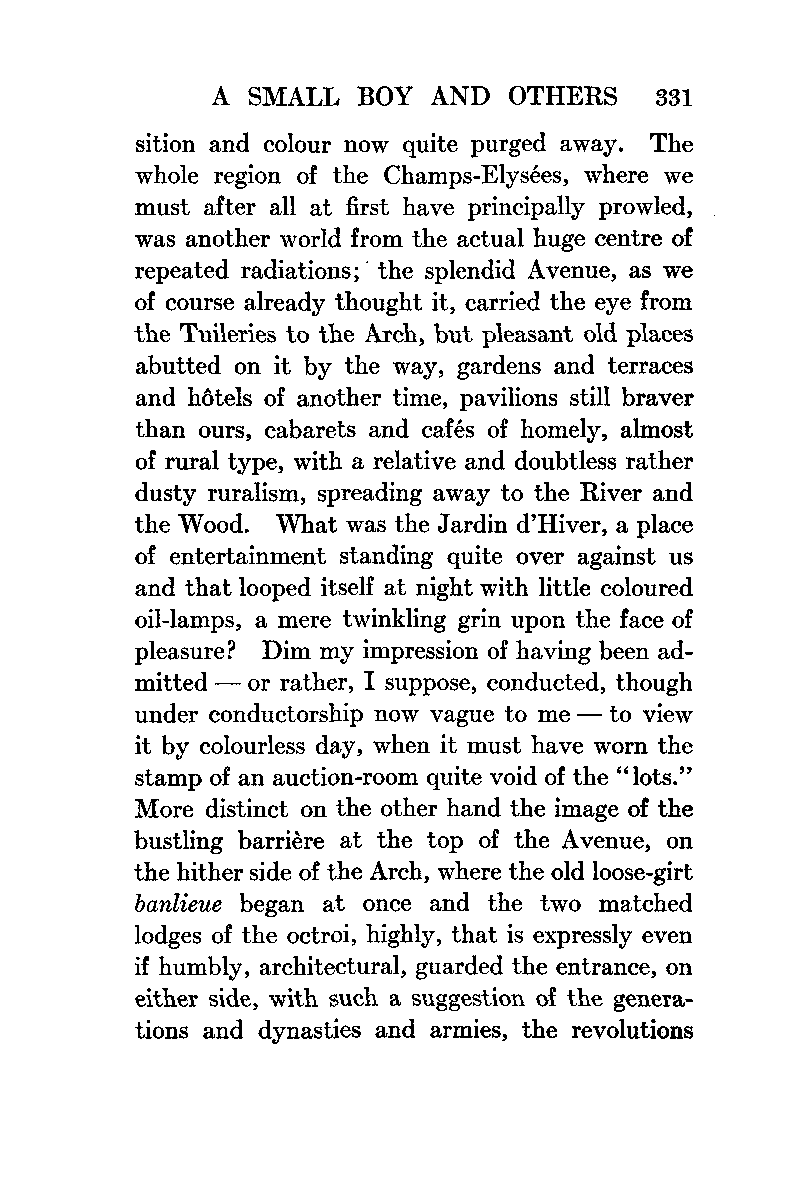 A SMALL BOY AND OTHERS 331
sition and colour now quite purged away. The
whole region of the Champs-Elysées, where we
must after all at first have principally prowled,
was another world from the actual huge centre of
repeated radiations; the splendid Avenue, as we
of course already thought it, carried the eye from
the Tuileries to the Arch, but pleasant old places
abutted on it by the way, gardens and terraces
and hôtels of another time, pavilions still braver
than ours, cabarets and cafés of homely, almost
of rural type, with a relative and doubtless rather
dusty ruralism, spreading away to the River and
the Wood. What was the Jardin d'Hiver, a place
of entertainment standing quite over against us
and that looped itself at night with little coloured
oil-lamps, a mere twinkling grin upon the face of
pleasure? Dim my impression of having been ad-
mitted — or rather, I suppose, conducted, though
under conductorship now vague to me — to view
it by colourless day, when it must have worn the
stamp of an auction-room quite void of the "lots."
More distinct on the other hand the image of the
bustling barrière at the top of the Avenue, on
the hither side of the Arch, where the old loose-girt
banlieue began at once and the two matched
lodges of the octroi, highly, that is expressly even
if humbly, architectural, guarded the entrance, on
either side, with such a suggestion of the genera-
tions and dynasties and armies, the revolutions